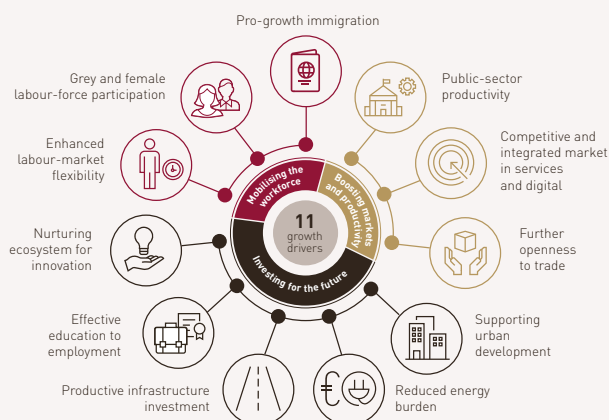 Pro-growth immigration
Grey and female
labour-force participation
Public-sector
productivity
Enhanced
labour-market
flexibility
Competitive and
integrated market
in services
and digital
Mobilising the
workforce
Boosting markets
and productivity
11
growth
drivers
Investing for the future
Nurturing
ecosystem for
innovation
Further
openness
to trade
Effective
education to
employment
Supporting
urban
development
Productive infrastructure
investment
Reduced energy
burden